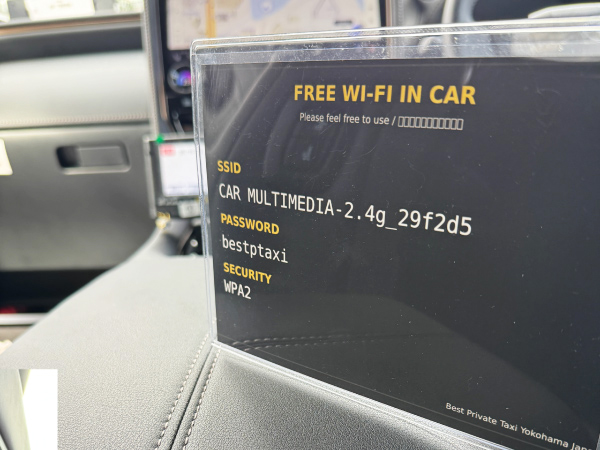 FREE WI-FI IN CAR
Please feel free to use /
SSID
CAR MULTIMEDIA-2.4g_29f2d5
PASSWORD
bestptaxi
SECURITY
WPA2
Best Private Taxi Yokohama